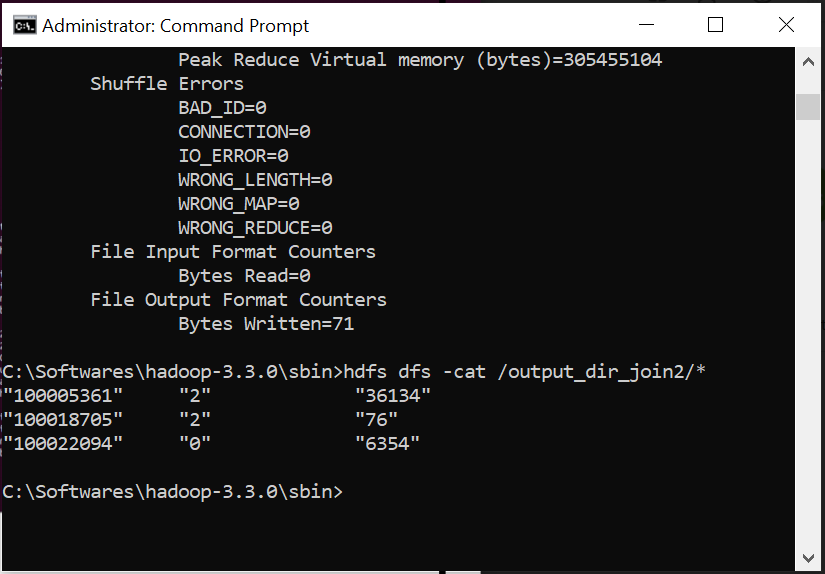 Administrator: Command Prompt
Peak Reduce Virtual memory (bytes)=305455104
Shuffle Errors
BAD_ID=0
CONNECTION=0
IO_ERROR=0
WRONG_LENGTH=0
WRONG_MAP=0
WRONG_REDUCE=0
File Input Format Counters
Bytes Read=0
File Output Format Counters
Bytes Written=71
C:\Softwares\hadoop-3.3.0\sbin>hdfs dfs -cat /output_dir_join2/*
"100005361" "2" "36134"
"100018705" "2" "76"
"100022094" "0" "6354"
C:\Softwares\hadoop-3.3.0\sbin>